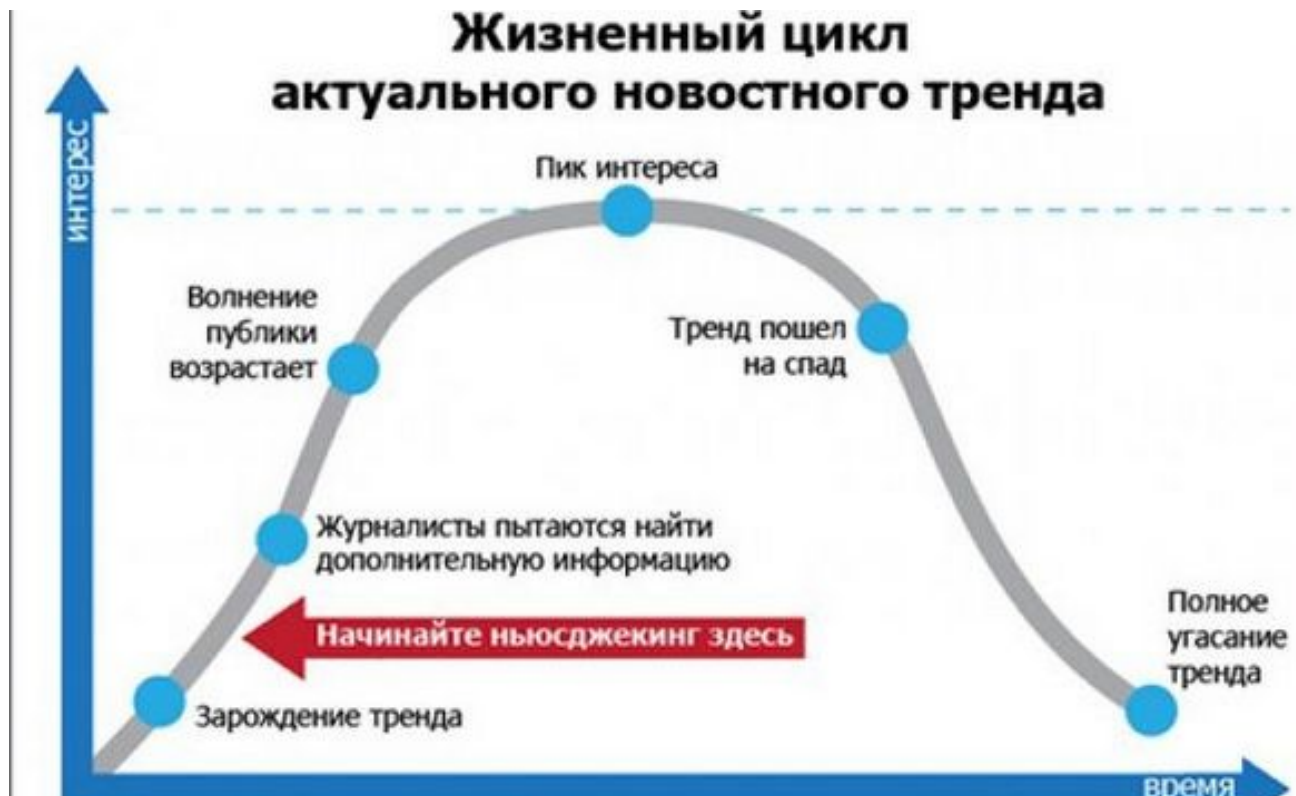 Жизненный цикл
актуального новостного тренда
интерес
Пик интереса
Волнение
публики
возрастает
Тренд пошел
на спад
Журналисты пытаются найти
дополнительную информацию
Начинайте ньюсджекинг здесь
Полное
угасание
тренда
Зарождение тренда
время